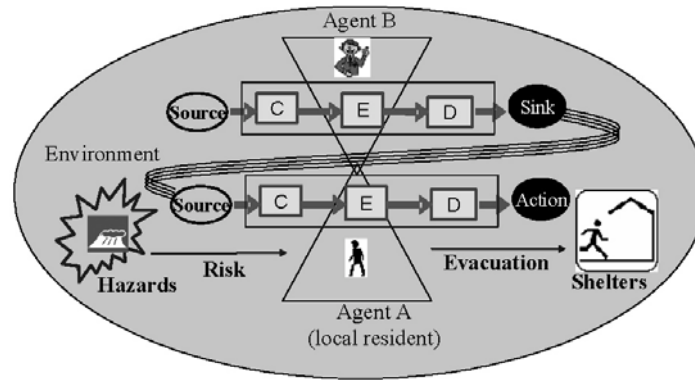 Agent B
Source C E D Sink
Environment
Source C E D Action
Risk Evacuation
Hazards Shelters
Agent A
(local resident)